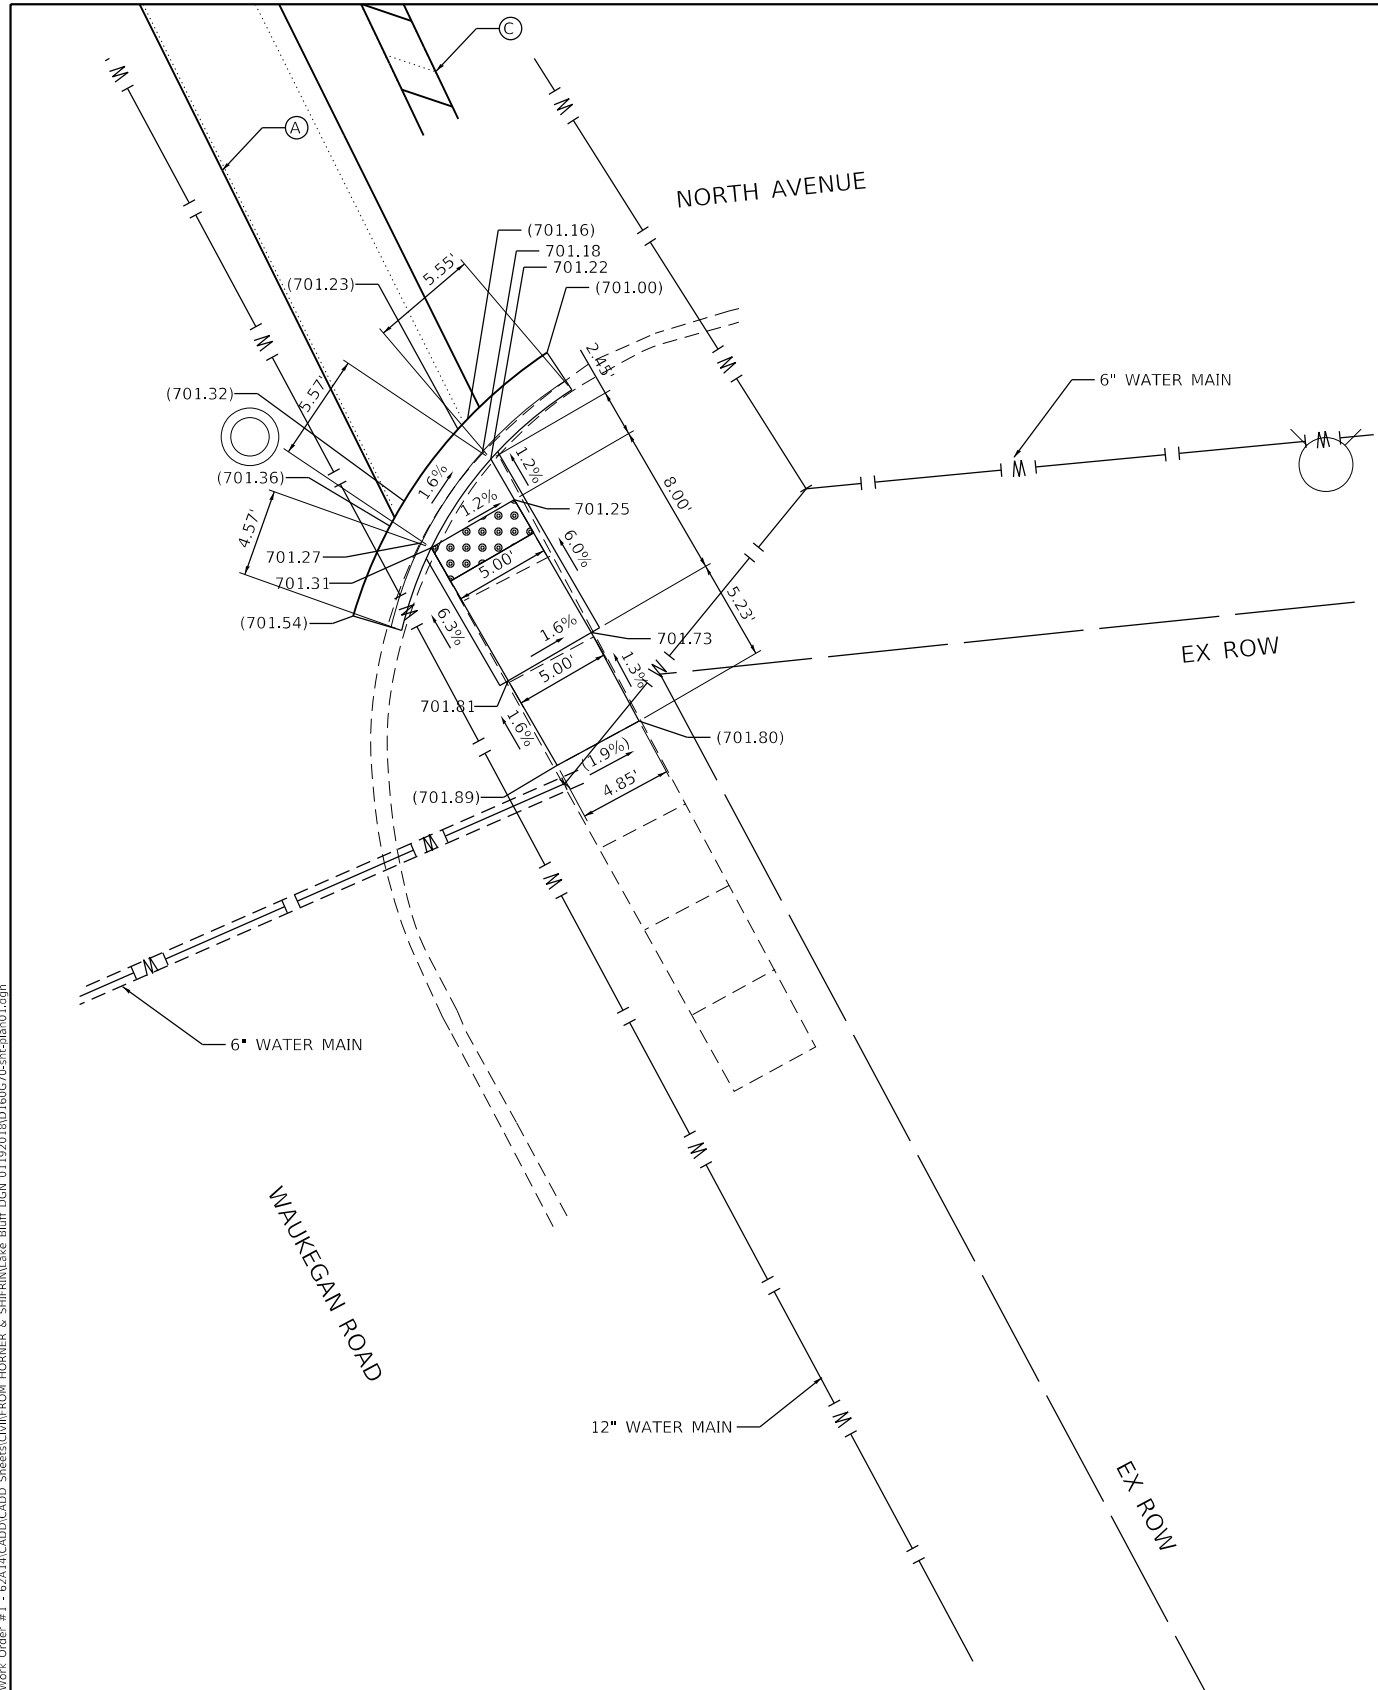 C
A
W
W
NORTH AVENUE
(701.16)
701.18
701.22
(701.00)
5.55'
(701.23)
2.45'
W
W
5.57'
(701.32)
6" WATER MAIN
W
W
(701.36)
1.6%
1.2%
1.2%
8.00'
701.25
4.57'
6.0%
701.27
5.00'
701.31
W
5.23'
(701.54)
6.3%
1.6%
701.73
EX ROW
5.00'
1.3%
W
701.81
1.6%
(701.80)
(1.9%)
4.85'
(701.89)
W
W
W
6" WATER MAIN
W
WAUKEGAN ROAD
12" WATER MAIN
W
EX ROW